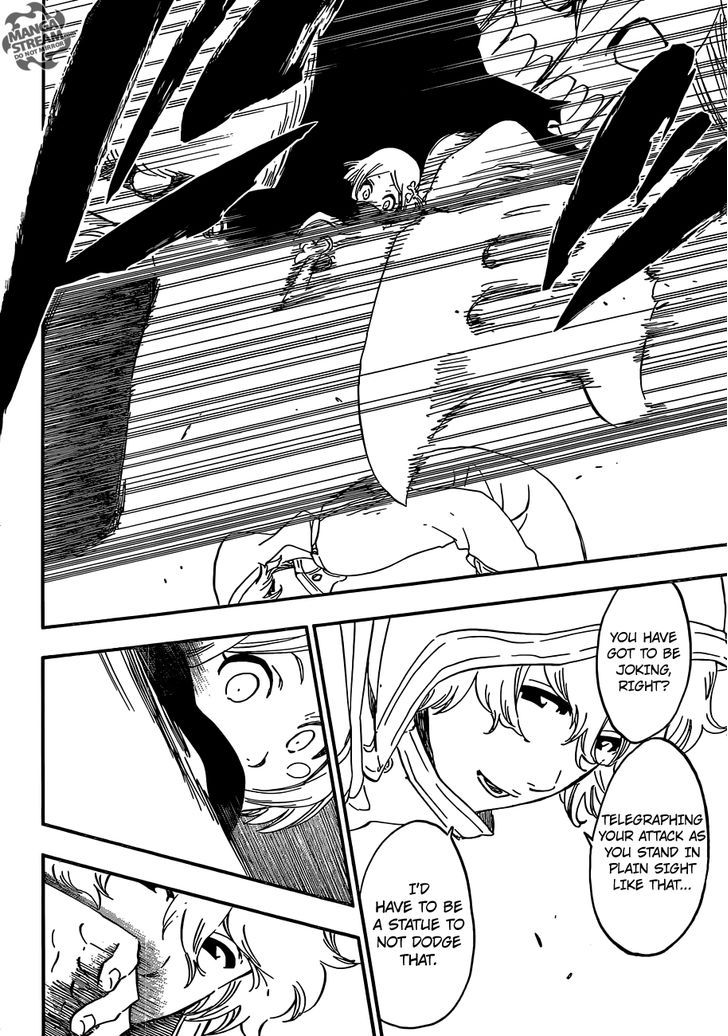 MANGA
STREAM
DO NOT MIRROR
YOU HAVE
GOT TO BE
JOKING,
RIGHT?
TELEGRAPHING
YOUR ATTACK AS
YOU STAND IN
PLAIN SIGHT
LIKE THAT...
I'D
HAVE TO BE
A STATUE TO
NOT DODGE
THAT.